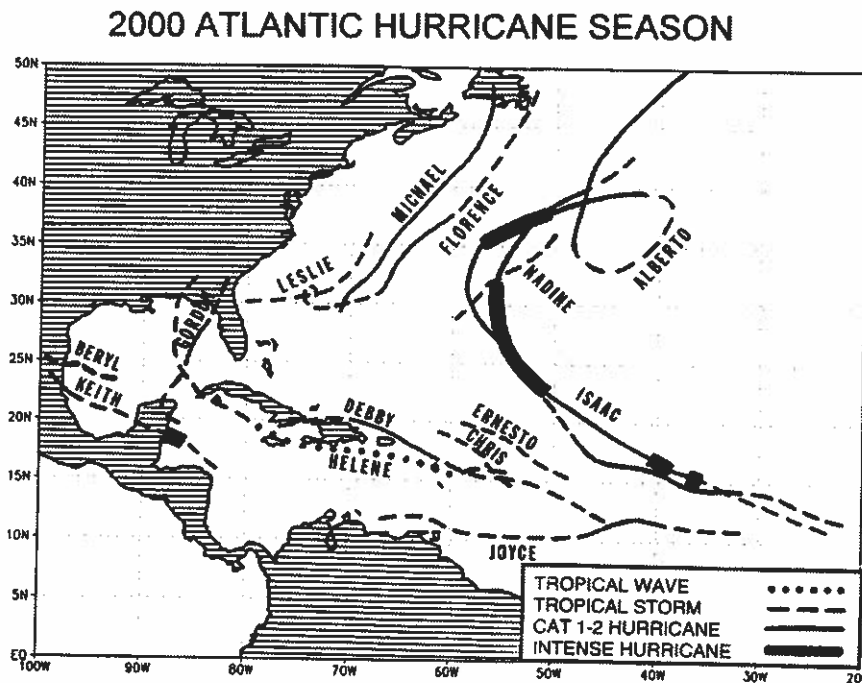 2000 ATLANTIC HURRICANE SEASON
50N
45N
40N
35N
30N
25N
20N
15N
10N
5N
EQ
100W
90W
80W
70W
60W
50W
40W
30W
20
MICHAEL
FLORENCE
LESLIE
NADINE
ALBERTO
GORDON
BERYL
KEITH
DEBBY
HELENE
ERNESTO
CHRIS
ISAAC
JOYCE
TROPICAL WAVE
TROPICAL STORM
CAT 1-2 HURRICANE
INTENSE HURRICANE